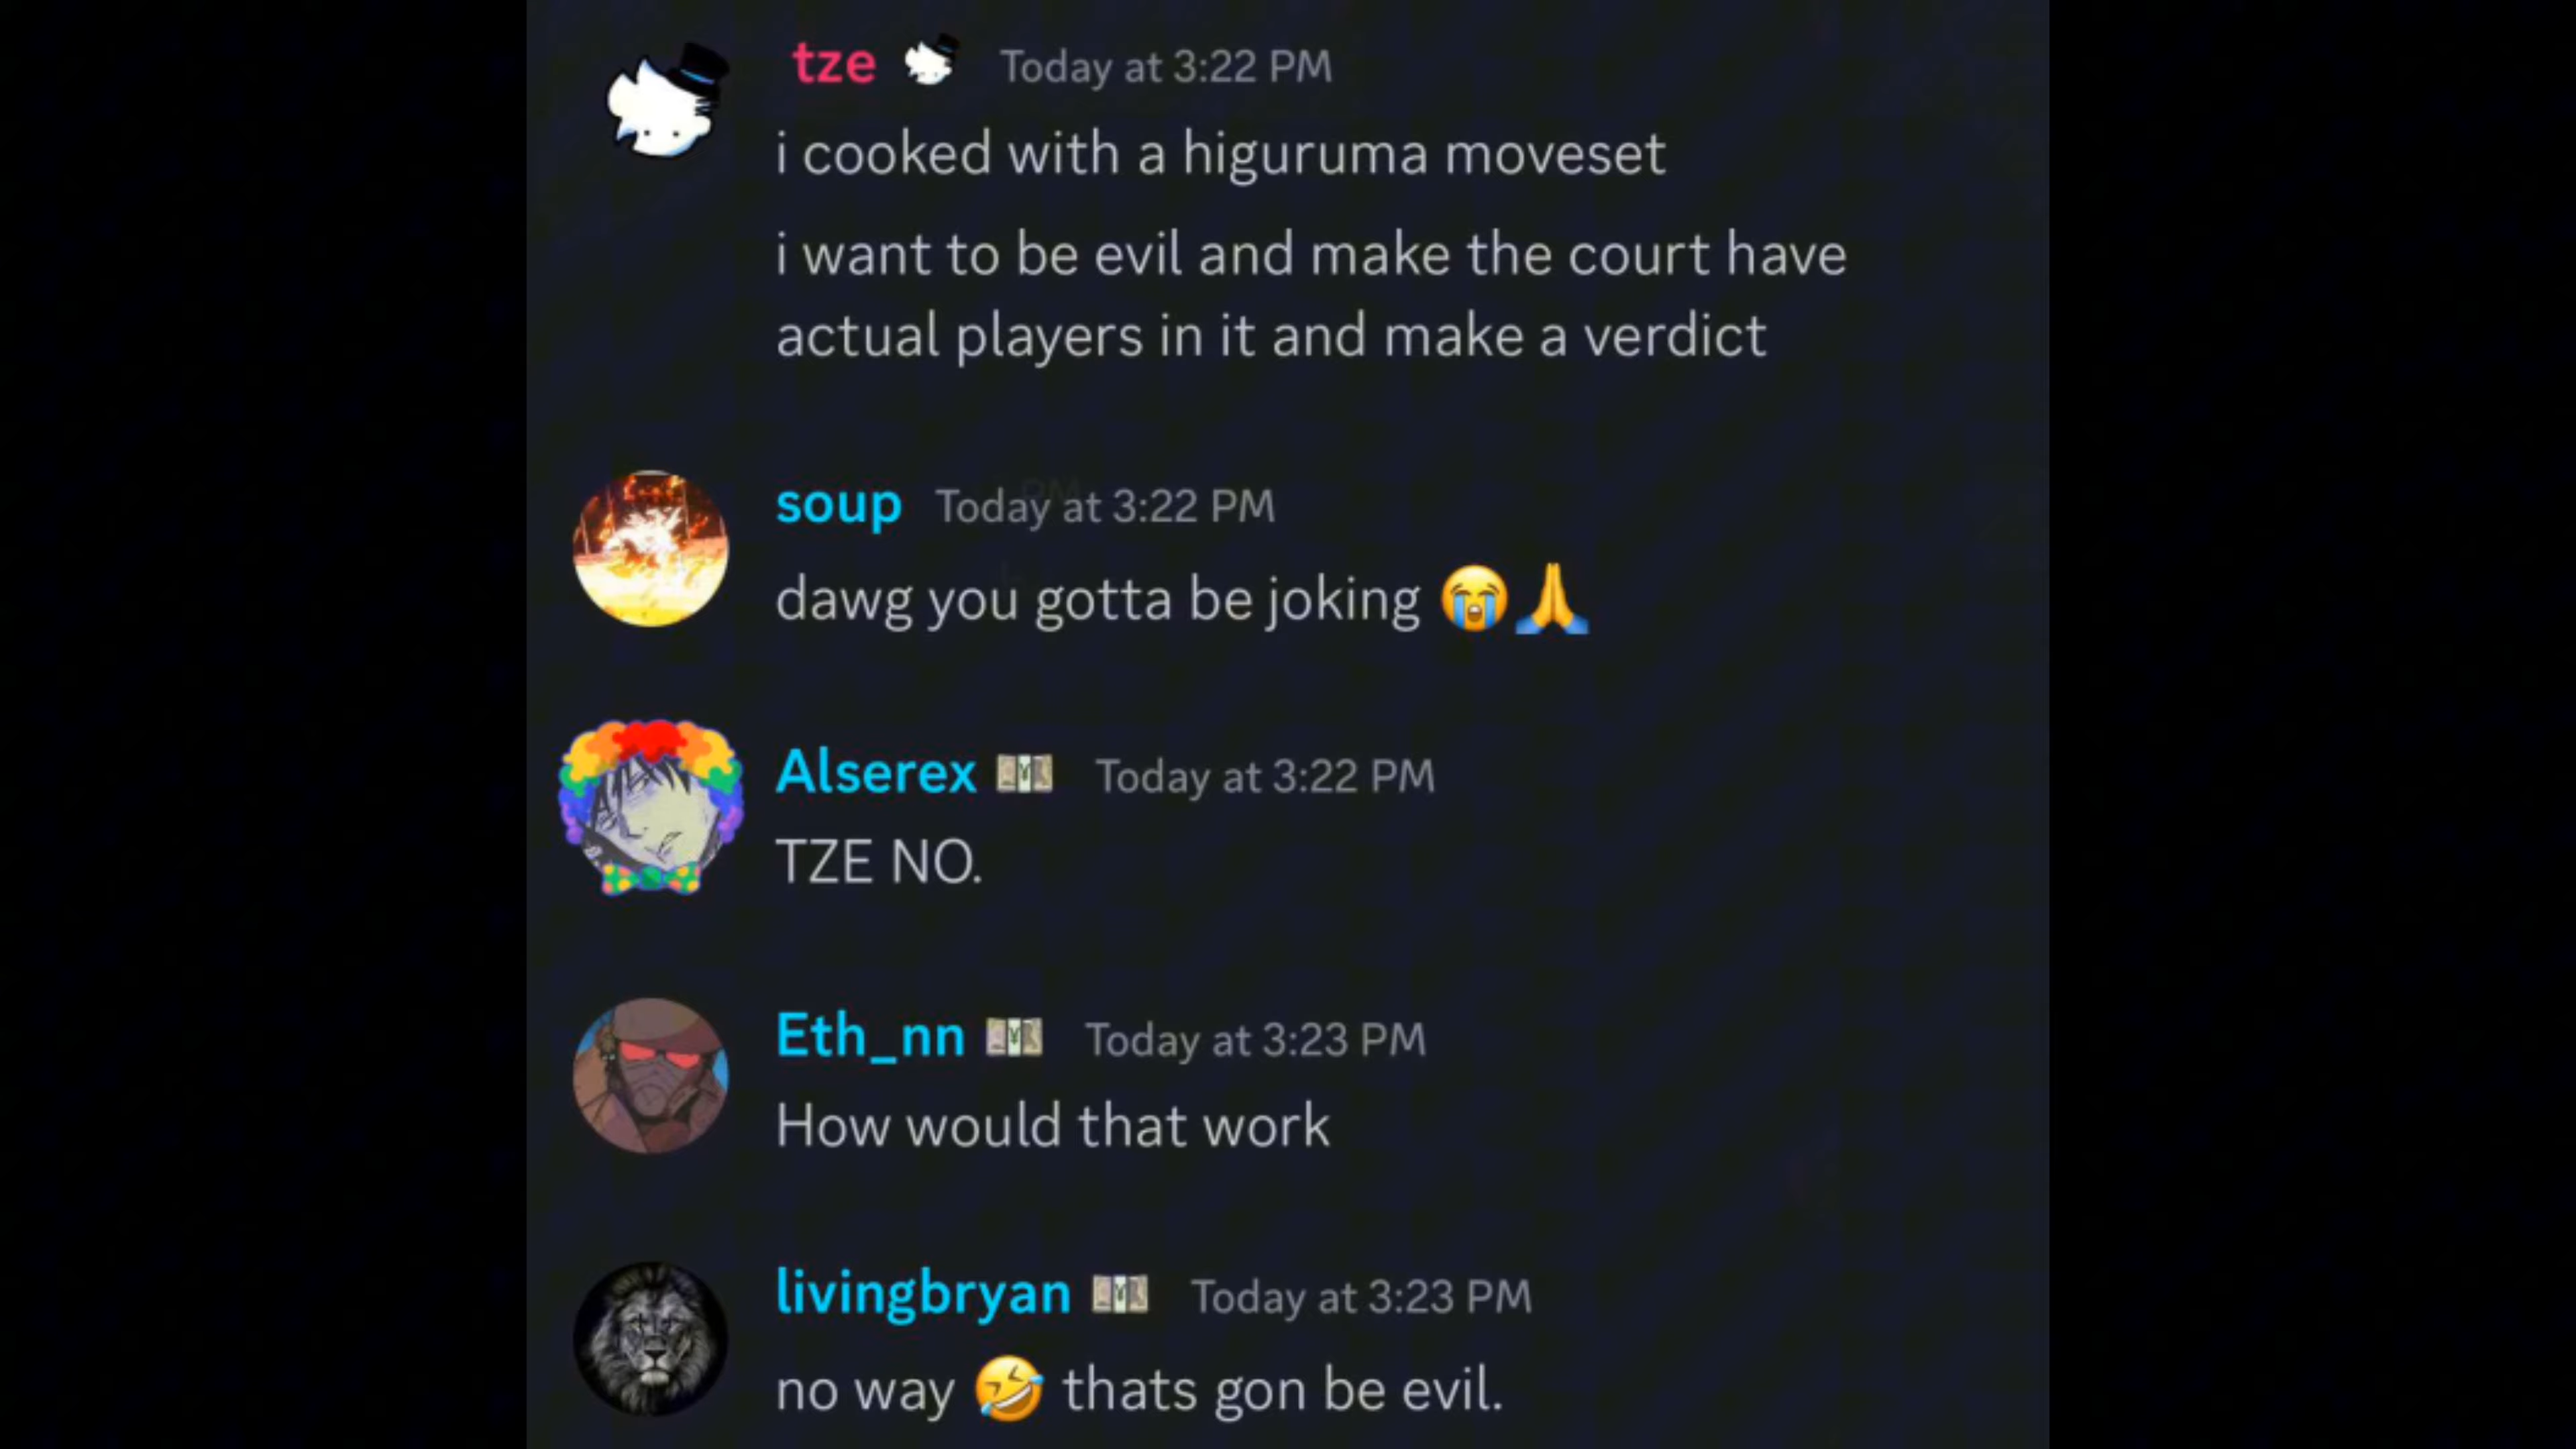 tze Today at 3:22 PM
i cooked with a higuruma moveset
i want to be evil and make the court have
actual players in it and make a verdict
soup Today at 3:22 PM
dawg you gotta be joking 😭🙏
Alserex 💴 Today at 3:22 PM
TZE NO.
Eth_nn 💴 Today at 3:23 PM
How would that work
livingbryan 💴 Today at 3:23 PM
no way 🤣 thats gon be evil.